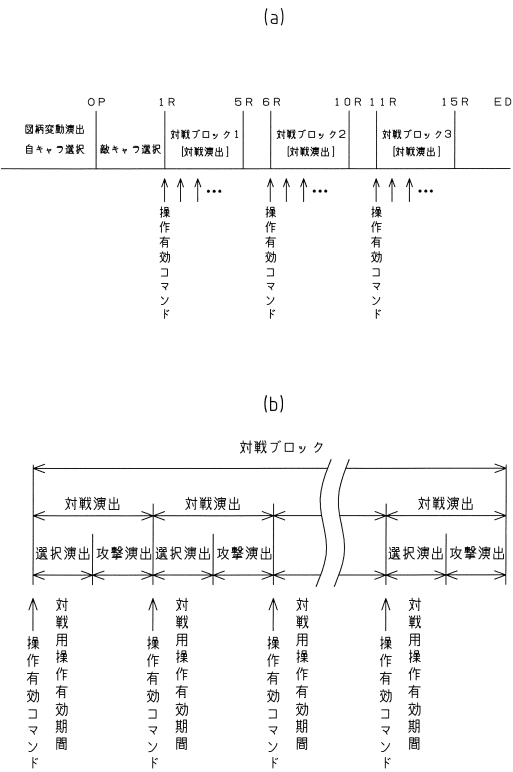 (a)
OP 1R 5R 6R 10R 11R 15R ED
図柄変動演出
自キャラ選択
敵キャラ選択
対戦ブロック1
[対戦演出]
対戦ブロック2
[対戦演出]
対戦ブロック3
[対戦演出]
操作有効コマンド
操作有効コマンド
操作有効コマンド
(b)
対戦ブロック
対戦演出 対戦演出 対戦演出
選択演出 攻撃演出 選択演出 攻撃演出 選択演出 攻撃演出
操作有効コマンド
対戦用操作有効期間
操作有効コマンド
対戦用操作有効期間
操作有効コマンド
対戦用操作有効期間
操作有効コマンド
対戦用操作有効期間